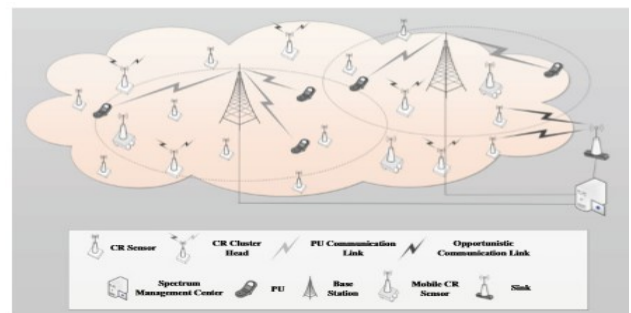 CR Sensor
CR Cluster
Head
PU Communication
Link
Opportunistic
Communication Link
Spectrum
Management Center
PU
Base
Station
Mobile CR
Sensor
Sink